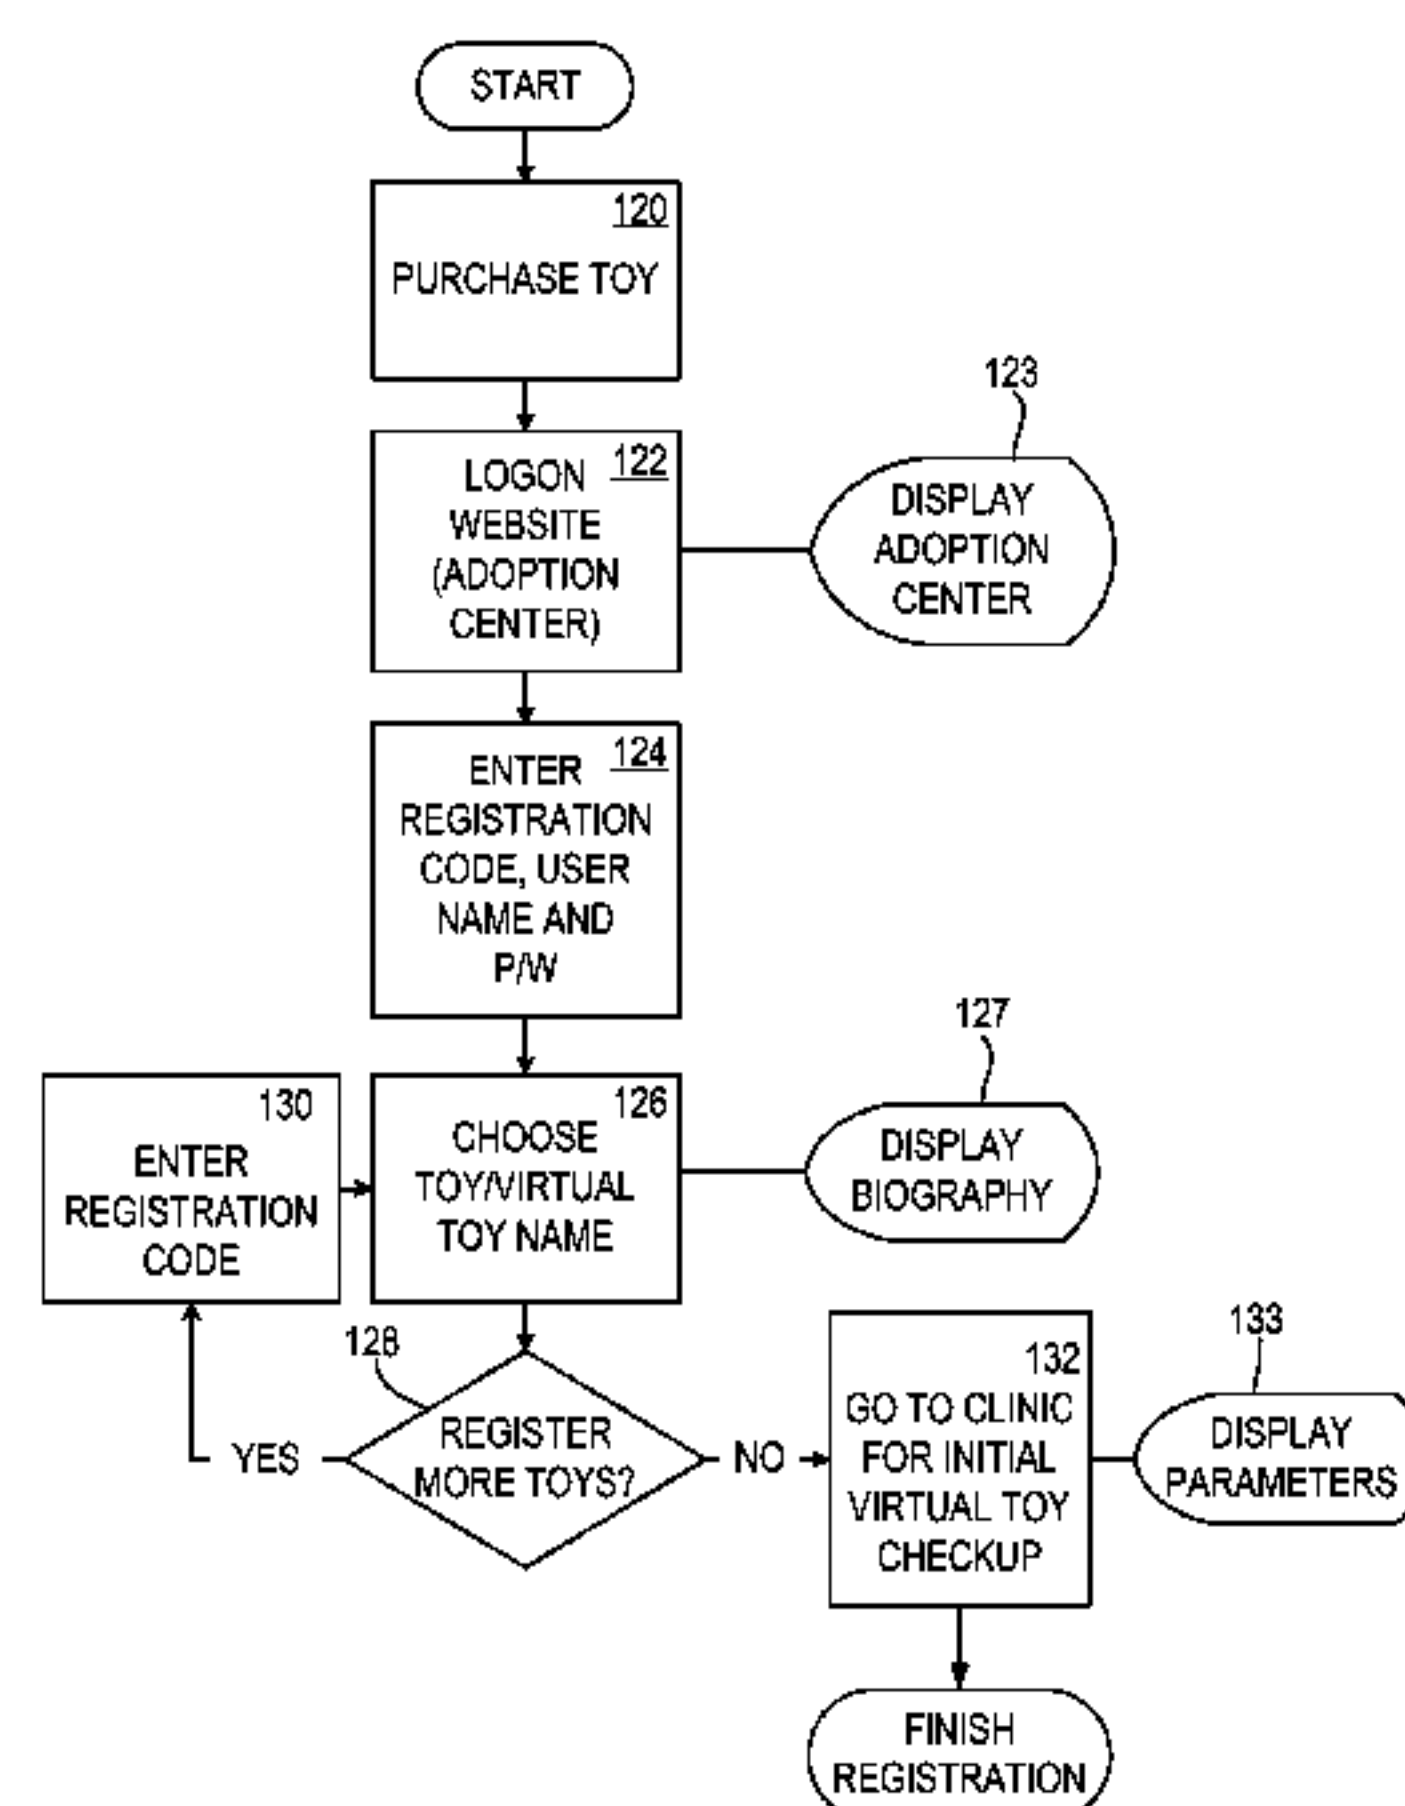 START
120
PURCHASE TOY
123
LOGON 122
WEBSITE
(ADOPTION
CENTER)
DISPLAY
ADOPTION
CENTER
124
ENTER
REGISTRATION
CODE, USER
NAME AND
P/W
127
130
ENTER
REGISTRATION
CODE
126
CHOOSE
TOY/VIRTUAL
TOY NAME
DISPLAY
BIOGRAPHY
128
REGISTER
MORE TOYS?
YES
NO
132
GO TO CLINIC
FOR INITIAL
VIRTUAL TOY
CHECKUP
133
DISPLAY
PARAMETERS
FINISH
REGISTRATION